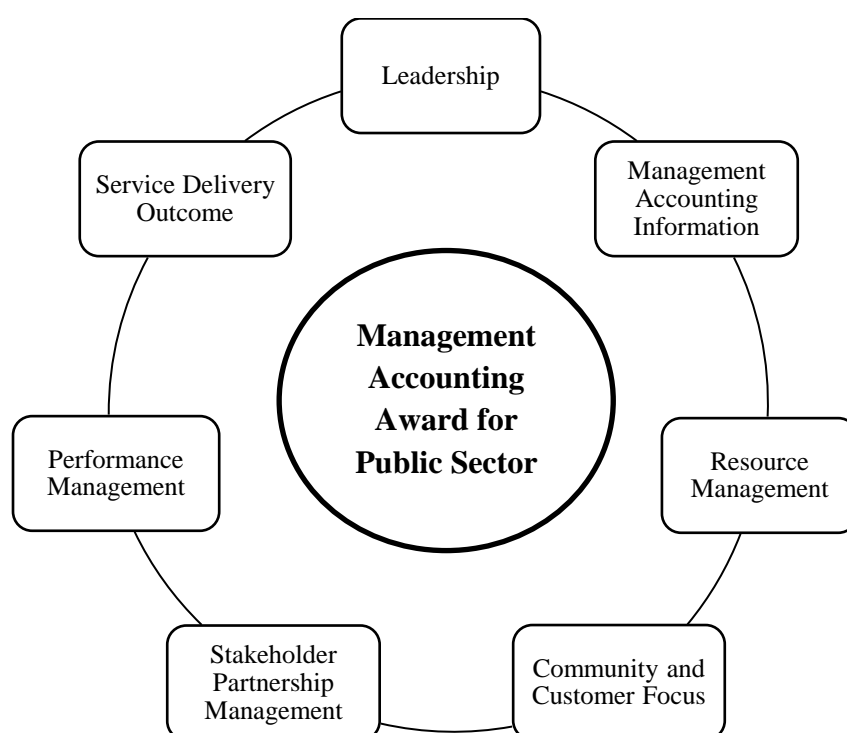 Leadership
Management
Accounting
Information
Resource
Management
Community and
Customer Focus
Stakeholder
Partnership
Management
Performance
Management
Service Delivery
Outcome
Management
Accounting
Award for
Public Sector